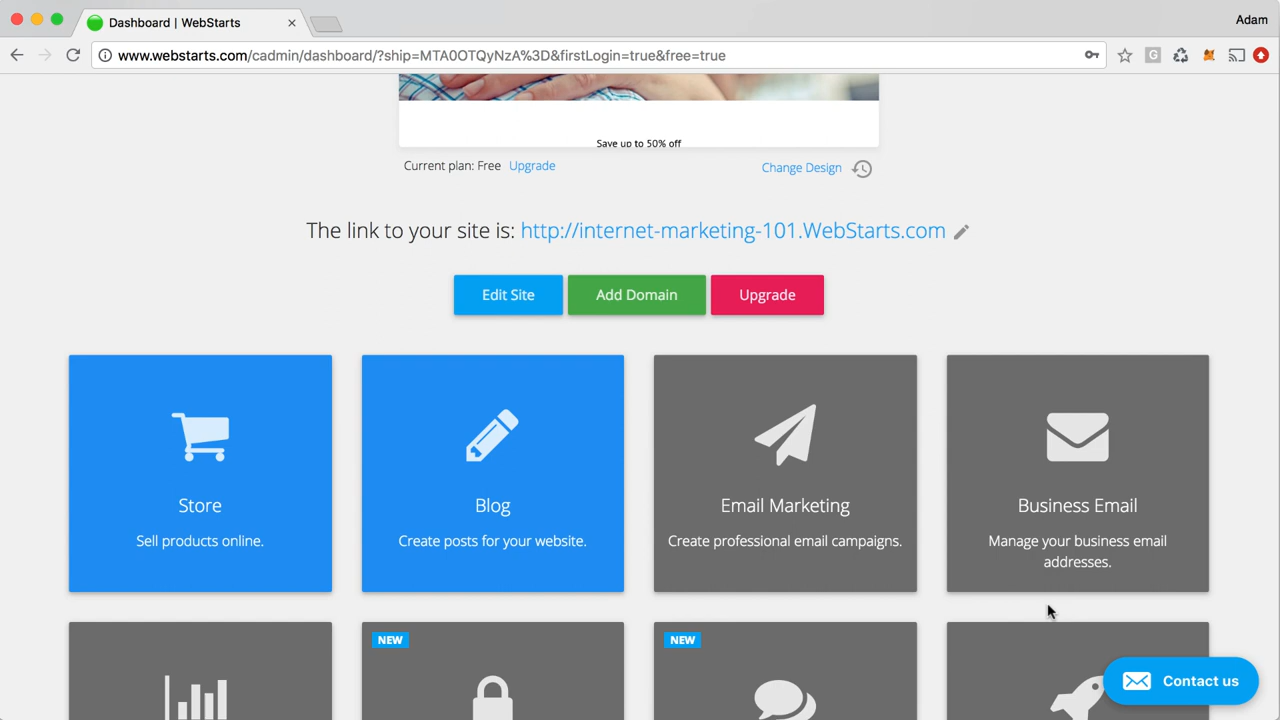 Dashboard | WebStarts
Adam
www.webstarts.com/cadmin/dashboard/?ship=MTA0OTQyNzA%3D&firstLogin=true&free=true
Save up to 50% off
Current plan: Free Upgrade
Change Design
The link to your site is: http://internet-marketing-101.WebStarts.com
Edit Site
Add Domain
Upgrade
Store
Sell products online.
Blog
Create posts for your website.
Email Marketing
Create professional email campaigns.
Business Email
Manage your business email
addresses.
NEW
NEW
Contact us